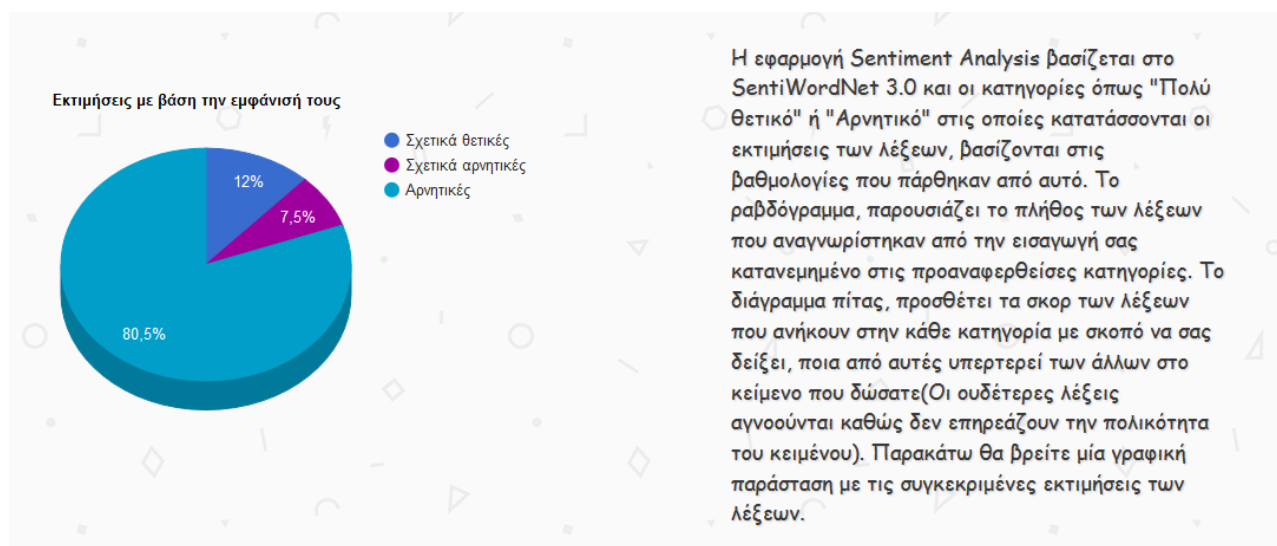 Εκτιμήσεις με βάση την εμφάνισή τους
Σχετικά θετικές
Σχετικά αρνητικές
Αρνητικές
12%
7,5%
80,5%
Η εφαρμογή Sentiment Analysis βασίζεται στο
SentiWordNet 3.0 και οι κατηγορίες όπως "Πολύ
θετικό" ή "Αρνητικό" στις οποίες κατατάσσονται οι
εκτιμήσεις των λέξεων, βασίζονται στις
βαθμολογίες που πάρθηκαν από αυτό. Το
ραβδόγραμμα, παρουσιάζει το πλήθος των λέξεων
που αναγνωρίστηκαν από την εισαγωγή σας
κατανεμημένο στις προαναφερθείσες κατηγορίες. Το
διάγραμμα πίτας, προσθέτει τα σκορ των λέξεων
που ανήκουν στην κάθε κατηγορία με σκοπό να σας
δείξει, ποια από αυτές υπερτερεί των άλλων στο
κείμενο που δώσατε(Οι ουδέτερες λέξεις
αγνοούνται καθώς δεν επηρεάζουν την πολικότητα
του κειμένου). Παρακάτω θα βρείτε μία γραφική
παράσταση με τις συγκεκριμένες εκτιμήσεις των
λέξεων.